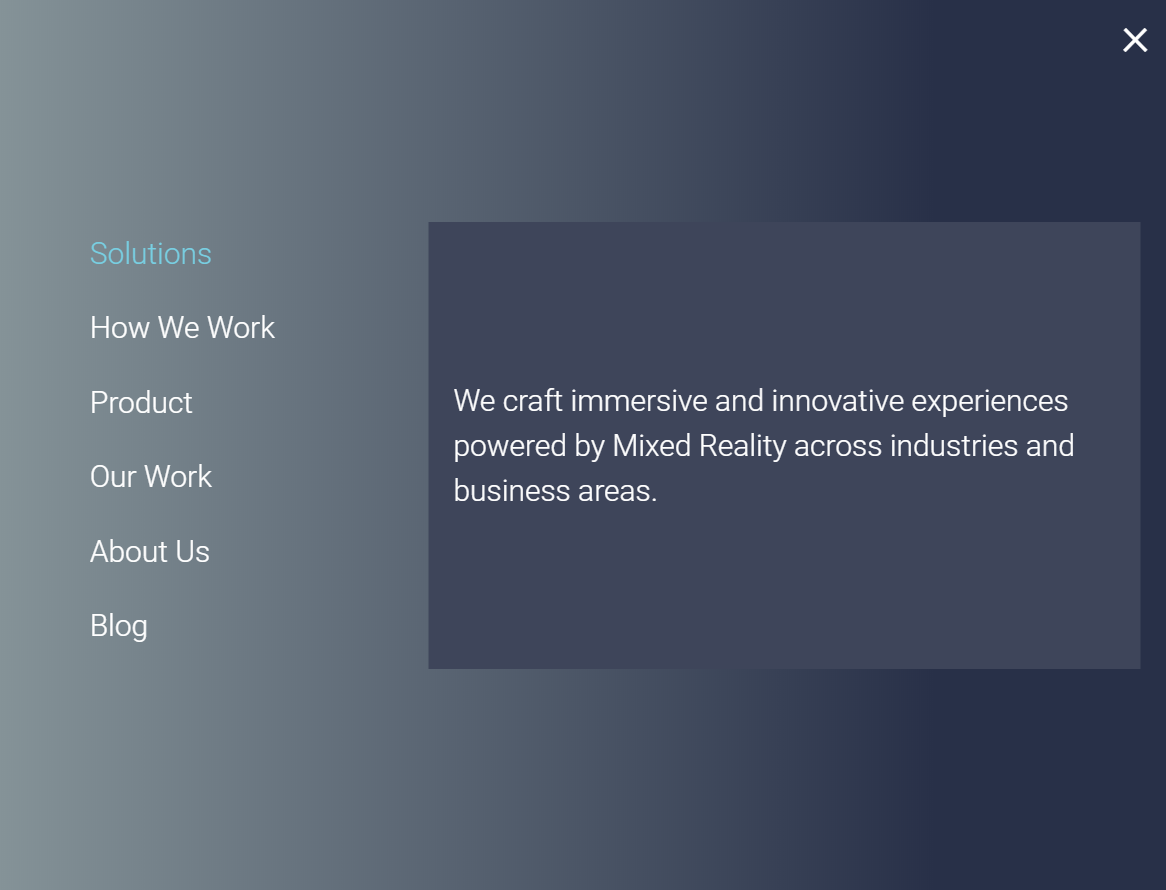 Solutions
How We Work
Product
Our Work
About Us
Blog
We craft immersive and innovative experiences
powered by Mixed Reality across industries and
business areas.